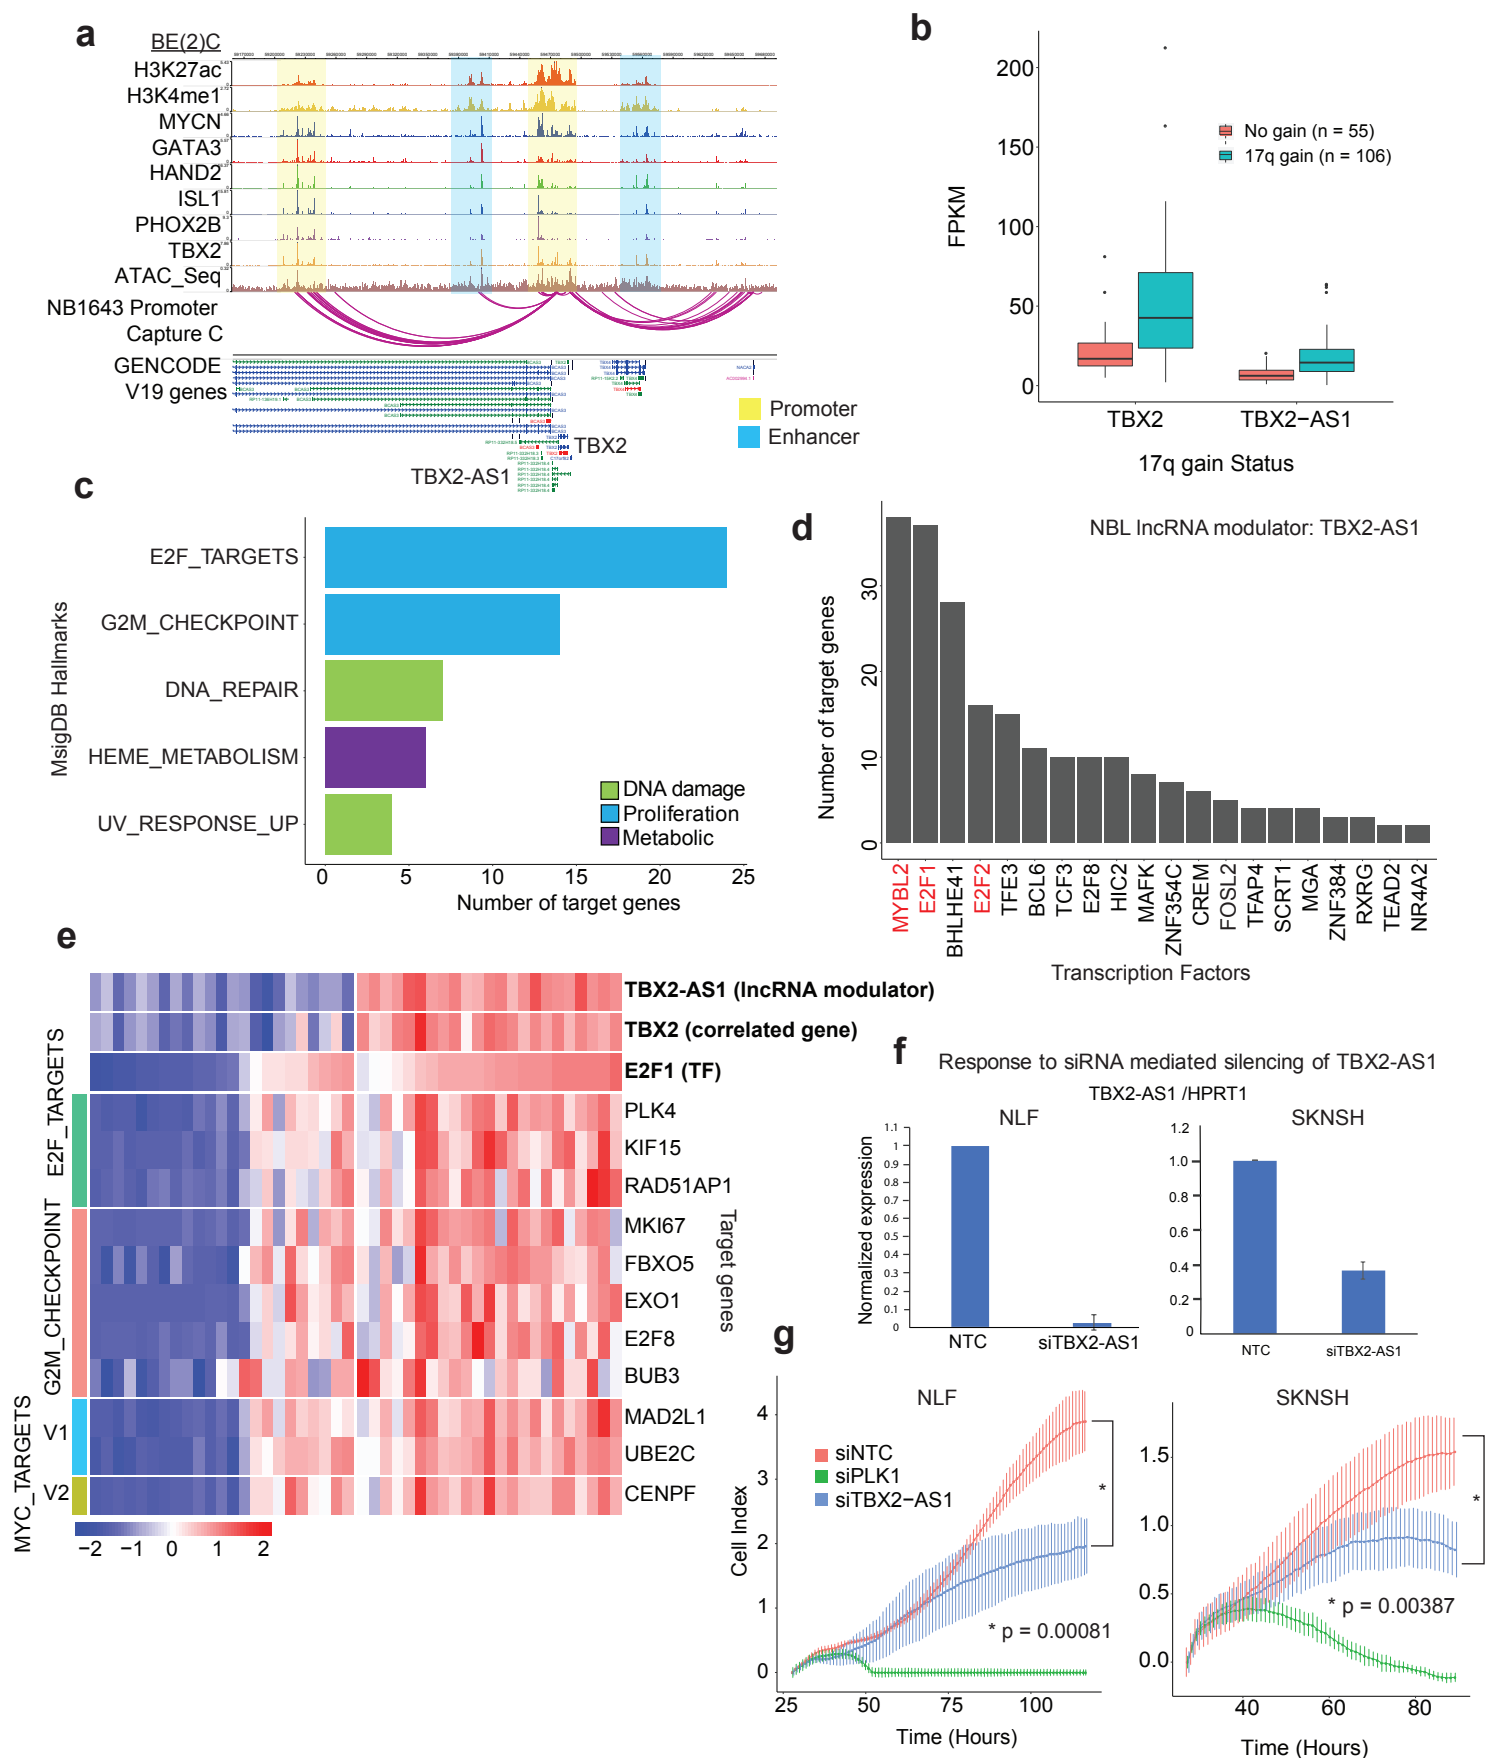 a
BE(2)C
H3K27ac
H3K4me1
MYCN
GATA3
HAND2
ISL1
PHOX2B
TBX2
ATAC_Seq
NB1643 Promoter
Capture C
GENCODE
V19 genes
TBX2
TBX2-AS1
Promoter
Enhancer
b
FPKM
200
150
100
50
0
No gain (n = 55)
17q gain (n = 106)
TBX2
TBX2−AS1
17q gain Status
c
MsigDB Hallmarks
E2F_TARGETS
G2M_CHECKPOINT
DNA_REPAIR
HEME_METABOLISM
UV_RESPONSE_UP
DNA damage
Proliferation
Metabolic
0 5 10 15 20 25
Number of target genes
d
NBL lncRNA modulator: TBX2-AS1
Number of target genes
30
20
10
0
MYBL2
E2F1
BHLHE41
E2F2
TFE3
BCL6
TCF3
E2F8
HIC2
MAFK
ZNF354C
CREM
FOSL2
TFAP4
SCRT1
MGA
ZNF384
RXRG
TEAD2
NR4A2
Transcription Factors
e
TBX2-AS1 (lncRNA modulator)
TBX2 (correlated gene)
E2F1 (TF)
PLK4
KIF15
RAD51AP1
MKI67
FBXO5
EXO1
E2F8
BUB3
MAD2L1
UBE2C
CENPF
Target genes
E2F_TARGETS
G2M_CHECKPOINT
MYC_TARGETS
V1
V2
−2 −1 0 1 2
f
Response to siRNA mediated silencing of TBX2-AS1
TBX2-AS1 /HPRT1
NLF
Normalized expression
1.1
1
0.9
0.8
0.7
0.6
0.5
0.4
0.3
0.2
0.1
0
NTC
siTBX2-AS1
SKNSH
1.2
1.0
0.8
0.6
0.4
0.2
0
NTC
siTBX2-AS1
g
NLF
Cell Index
4
3
2
1
0
siNTC
siPLK1
siTBX2−AS1
*
* p = 0.00081
25 50 75 100
Time (Hours)
SKNSH
1.5
1.0
0.5
0.0
*
* p = 0.00387
40 60 80
Time (Hours)